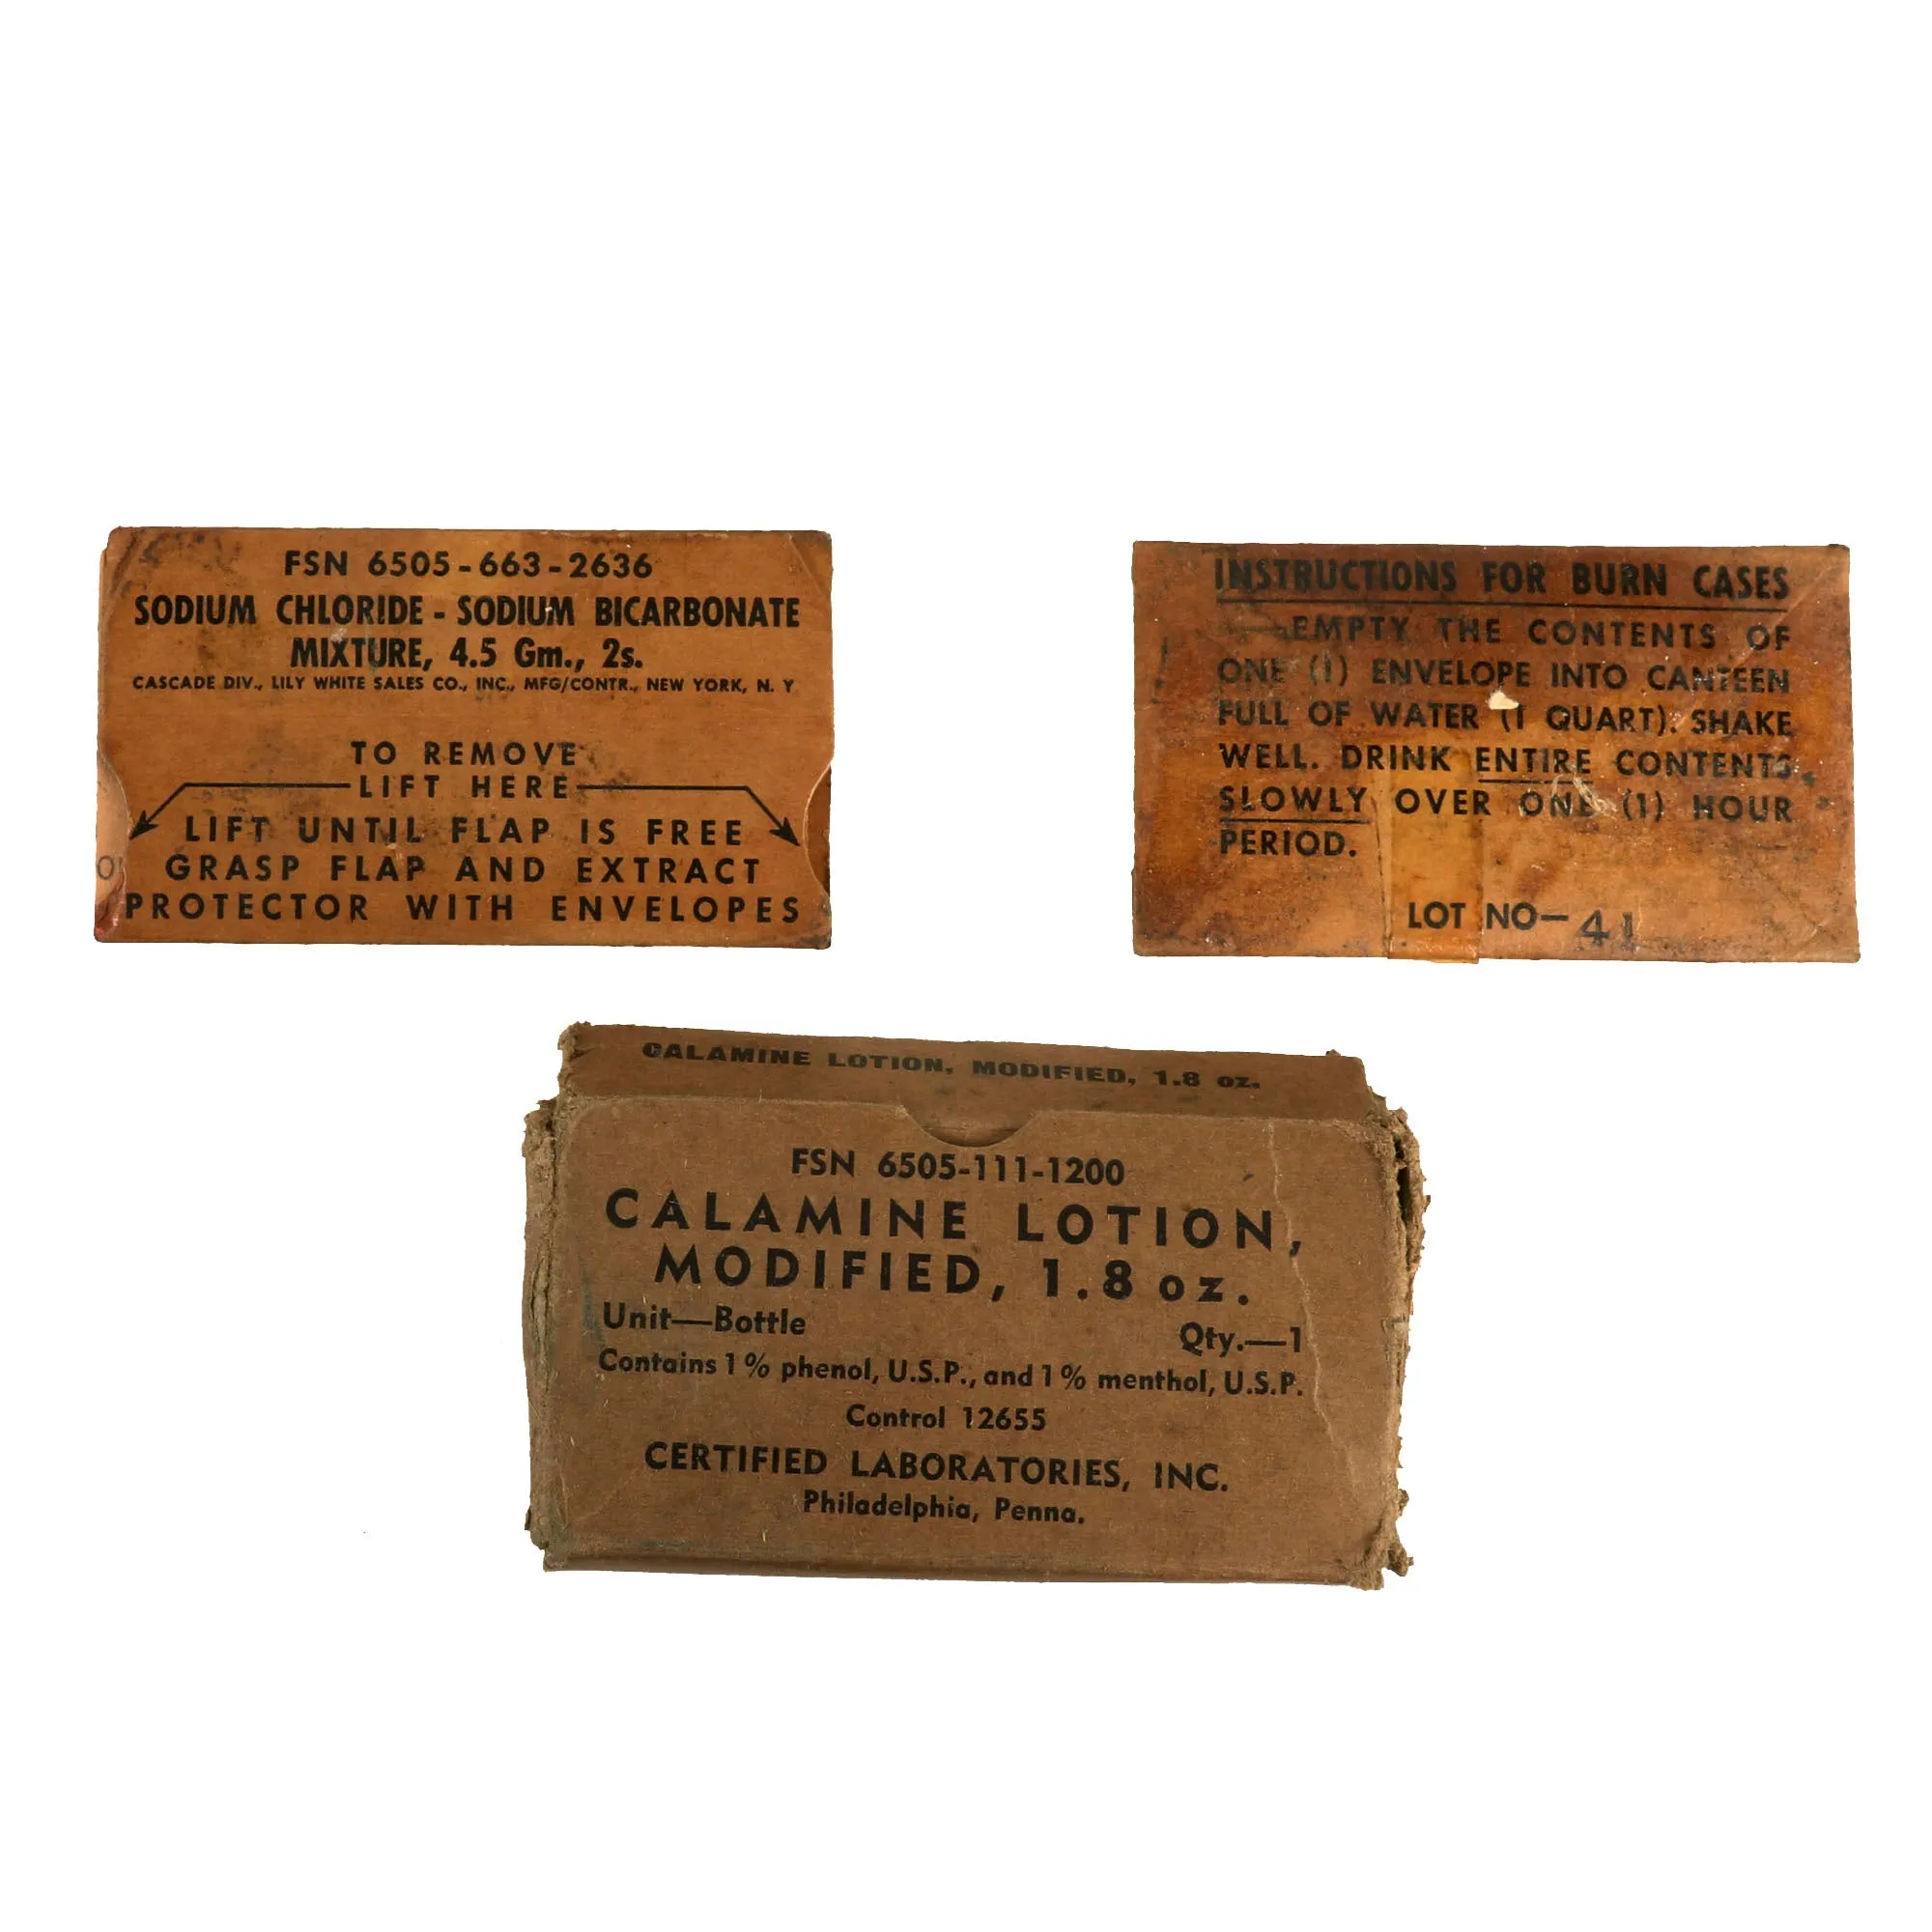 FSN 6505-663-2636
SODIUM CHLORIDE - SODIUM BICARBONATE
MIXTURE, 4.5 Gm., 2s.
CASCADE DIV., LILY WHITE SALES CO., INC., MFG/CONTR., NEW YORK, N. Y
TO REMOVE
LIFT HERE
LIFT UNTIL FLAP IS FREE
GRASP FLAP AND EXTRACT
PROTECTOR WITH ENVELOPES
INSTRUCTIONS FOR BURN CASES
—EMPTY THE CONTENTS OF
ONE (1) ENVELOPE INTO CANTEEN
FULL OF WATER (1 QUART). SHAKE
WELL. DRINK ENTIRE CONTENTS
SLOWLY OVER ONE (1) HOUR
PERIOD.
LOT NO— 41
CALAMINE LOTION, MODIFIED, 1.8 oz.
FSN 6505-111-1200
CALAMINE LOTION,
MODIFIED, 1.8 oz.
Unit—Bottle Qty.—1
Contains 1% phenol, U.S.P., and 1% menthol, U.S.P.
Control 12655
CERTIFIED LABORATORIES, INC.
Philadelphia, Penna.